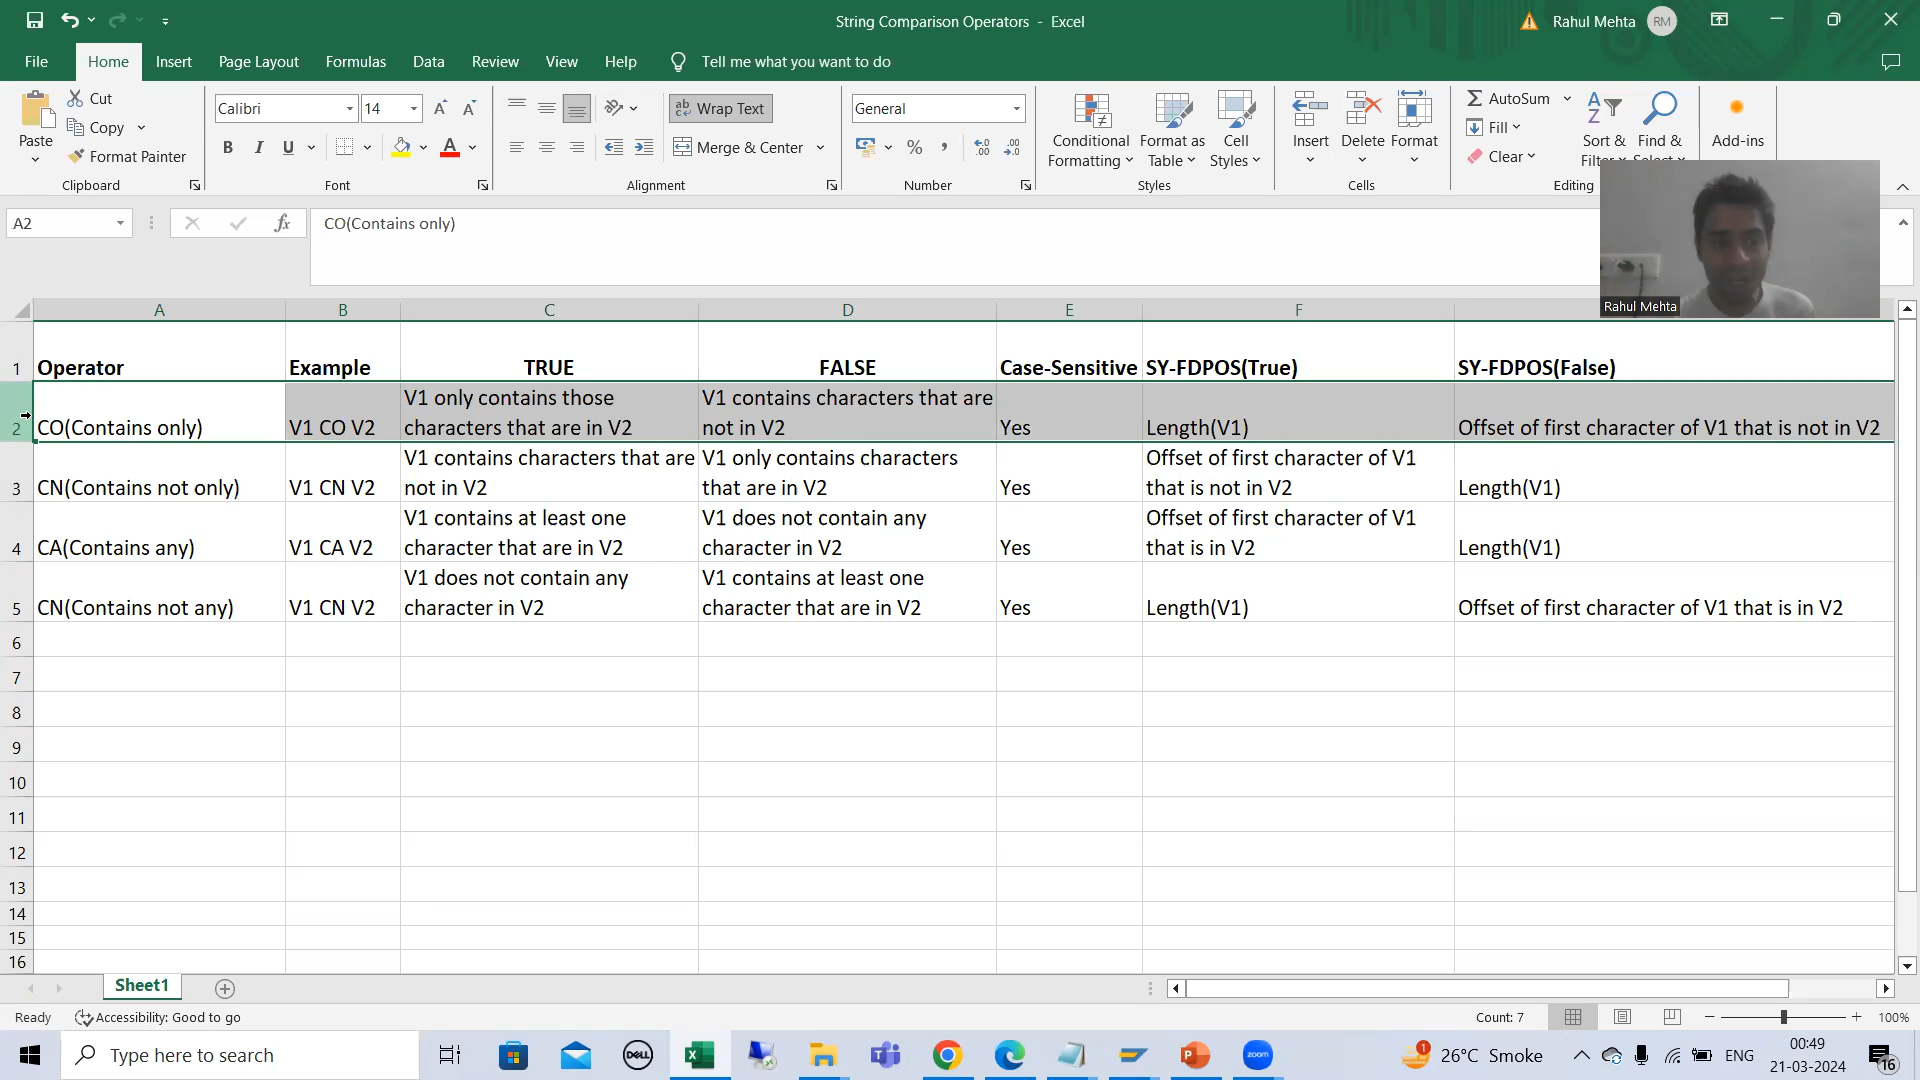 String Comparison Operators - Excel
Rahul Mehta
RM
File
Home
Insert
Page Layout
Formulas
Data
Review
View
Help
Tell me what you want to do
Paste
Cut
Copy
Format Painter
Clipboard
Calibri
14
B
I
U
Font
Wrap Text
Merge & Center
Alignment
General
Number
Conditional
Formatting
Format as
Table
Cell
Styles
Styles
Insert
Delete
Format
Cells
AutoSum
Fill
Clear
Sort &
Filter
Find &
Select
Editing
Add-ins
A2
fx
CO(Contains only)
Rahul Mehta
A B C D E F
1 Operator Example TRUE FALSE Case-Sensitive SY-FDPOS(True) SY-FDPOS(False)
V1 only contains those V1 contains characters that are
2 CO(Contains only) V1 CO V2 characters that are in V2 not in V2 Yes Length(V1) Offset of first character of V1 that is not in V2
V1 contains characters that are V1 only contains characters Offset of first character of V1
3 CN(Contains not only) V1 CN V2 not in V2 that are in V2 Yes that is not in V2 Length(V1)
V1 contains at least one V1 does not contain any Offset of first character of V1
4 CA(Contains any) V1 CA V2 character that are in V2 character in V2 Yes that is in V2 Length(V1)
V1 does not contain any V1 contains at least one
5 CN(Contains not any) V1 CN V2 character in V2 character that are in V2 Yes Length(V1) Offset of first character of V1 that is in V2
6
7
8
9
10
11
12
13
14
15
16
Sheet1
Ready
Accessibility: Good to go
Count: 7
100%
Type here to search
DELL
zoom
1
26°C Smoke
ENG
00:49
21-03-2024
16